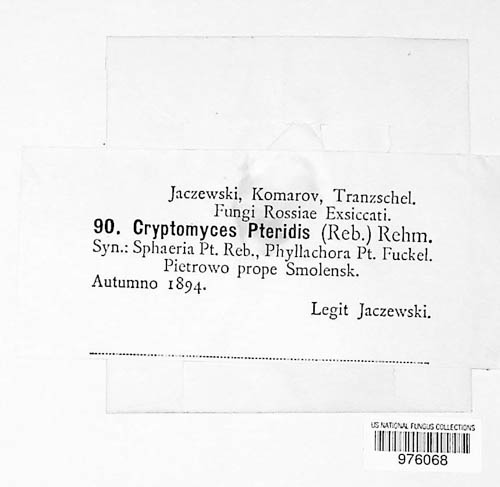 Jaczewski, Komarov, Tranzschel.
Fungi Rossiae Exsiccati.
90. Cryptomyces Pteridis (Reb.) Rehm.
Syn.: Sphaeria Pt. Reb., Phyllachora Pt. Fuckel.
Pietrowo prope Smolensk.
Autumno 1894.
Legit Jaczewski.
US NATIONAL FUNGUS COLLECTIONS
976068